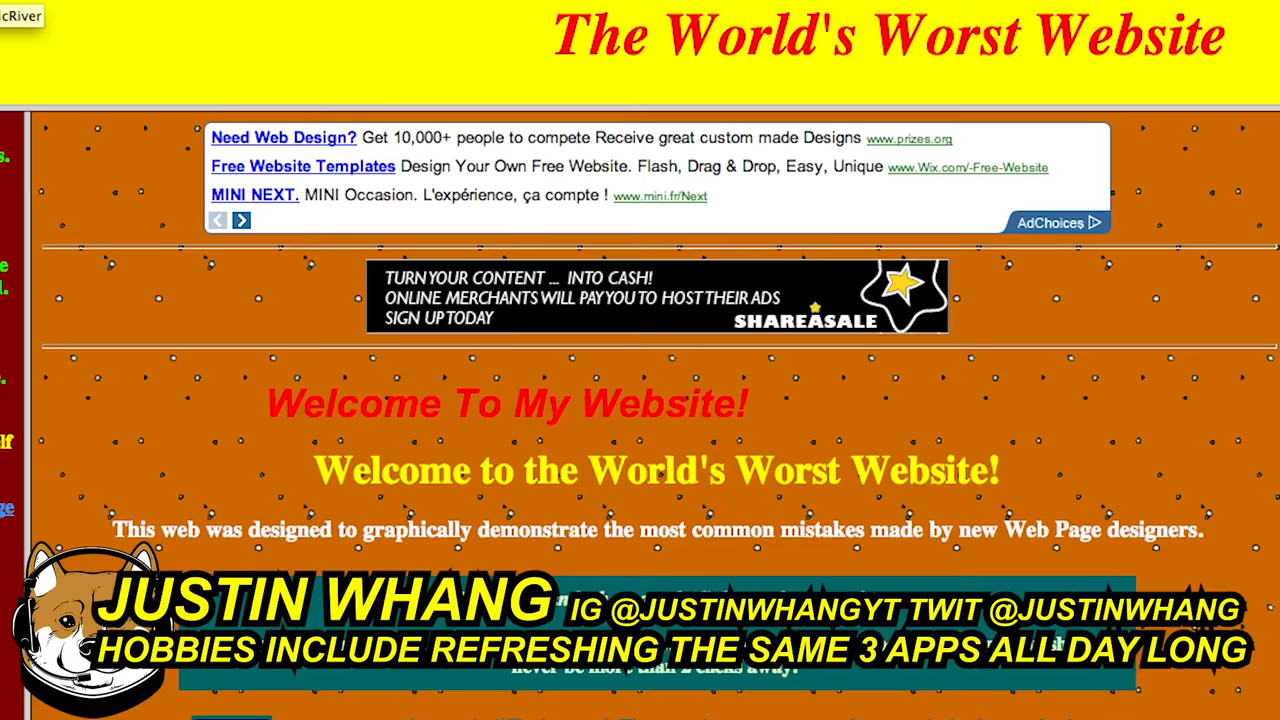 The World's Worst Website
Need Web Design? Get 10,000+ people to compete Receive great custom made Designs www.prizes.org
Free Website Templates Design Your Own Free Website. Flash, Drag & Drop, Easy, Unique www.Wix.com/-Free-Website
MINI NEXT. MINI Occasion. L'expérience, ça compte ! www.mini.fr/Next
AdChoices
TURN YOUR CONTENT ... INTO CASH!
ONLINE MERCHANTS WILL PAY YOU TO HOST THEIR ADS
SIGN UP TODAY
SHAREASALE
Welcome To My Website!
Welcome to the World's Worst Website!
This web was designed to graphically demonstrate the most common mistakes made by new Web Page designers.
JUSTIN WHANG IG @JUSTINWHANGYT TWIT @JUSTINWHANG
HOBBIES INCLUDE REFRESHING THE SAME 3 APPS ALL DAY LONG
never be more than 2 clicks away.